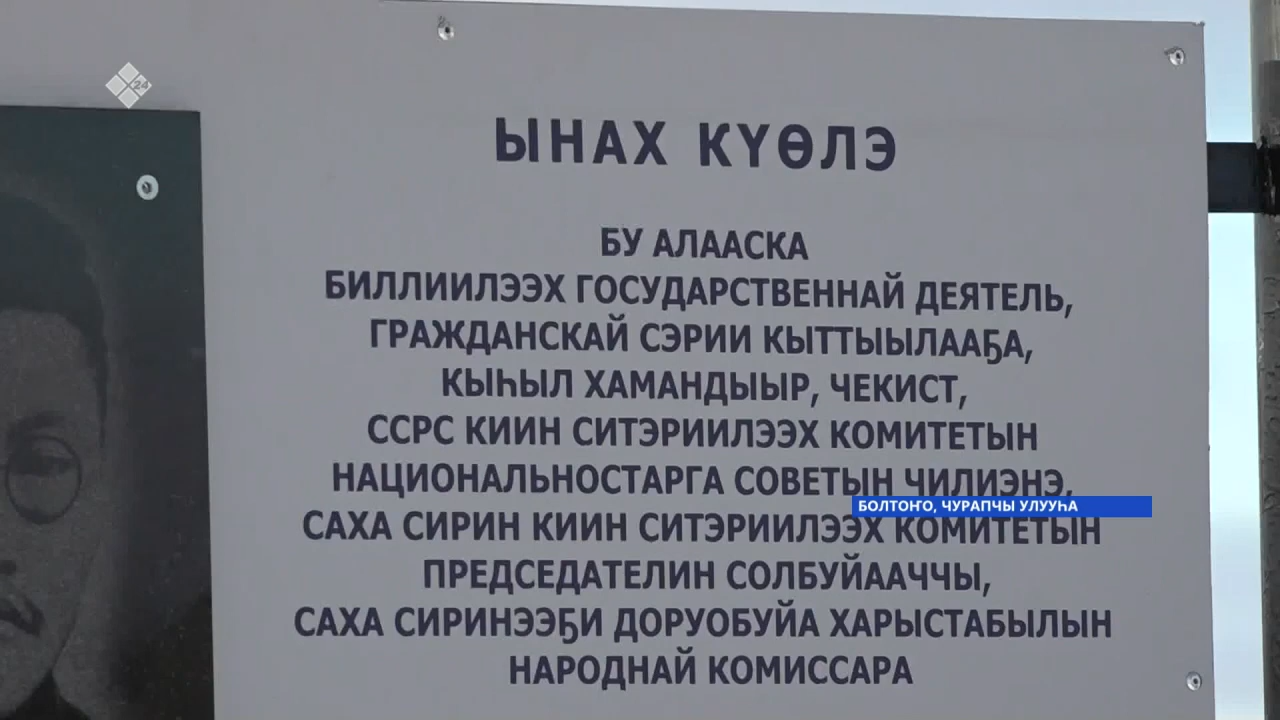 24
ЫНАХ КҮӨЛЭ
БУ АЛААСКА
БИЛЛИИЛЭЭХ ГОСУДАРСТВЕННАЙ ДЕЯТЕЛЬ,
ГРАЖДАНСКАЙ СЭРИИ КЫТТЫЫЛААҔА,
КЫҺЫЛ ХАМАНДЫЫР, ЧЕКИСТ,
ССРС КИИН СИТЭРИИЛЭЭХ КОМИТЕТЫН
НАЦИОНАЛЬНОСТАРГА СОВЕТЫН ЧИЛИЭНЭ,
БОЛТОҤО, ЧУРАПЧЫ УЛУУҺА
САХА СИРИН КИИН СИТЭРИИЛЭЭХ КОМИТЕТЫН
ПРЕДСЕДАТЕЛИН СОЛБУЙААЧЧЫ,
САХА СИРИНЭЭҔИ ДОРУОБУЙА ХАРЫСТАБЫЛЫН
НАРОДНАЙ КОМИССАРА